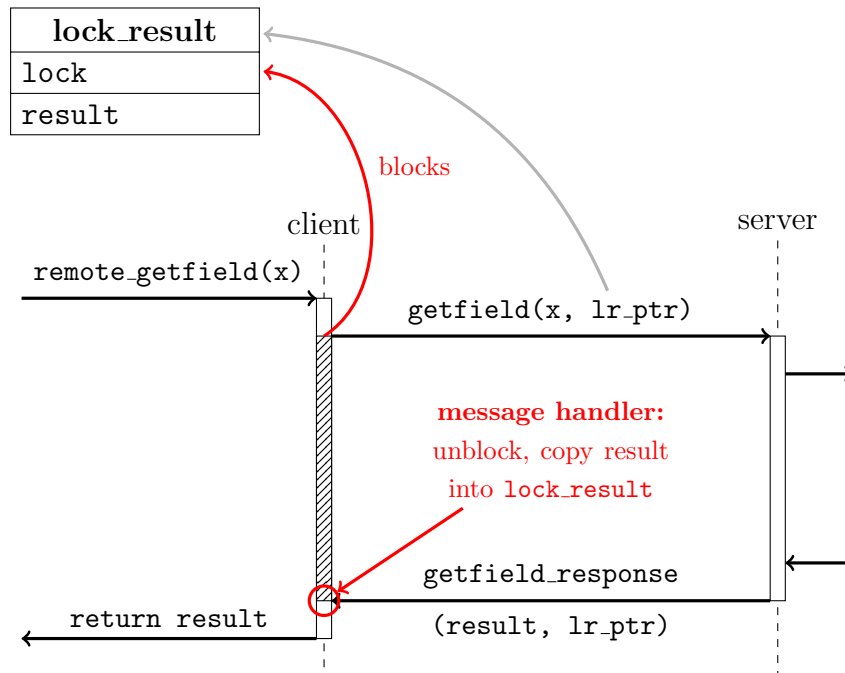 lock_result
lock
result
blocks
client
server
remote_getfield(x)
getfield(x, lr_ptr)
message handler:
unblock, copy result
into lock_result
getfield_response
(result, lr_ptr)
return result